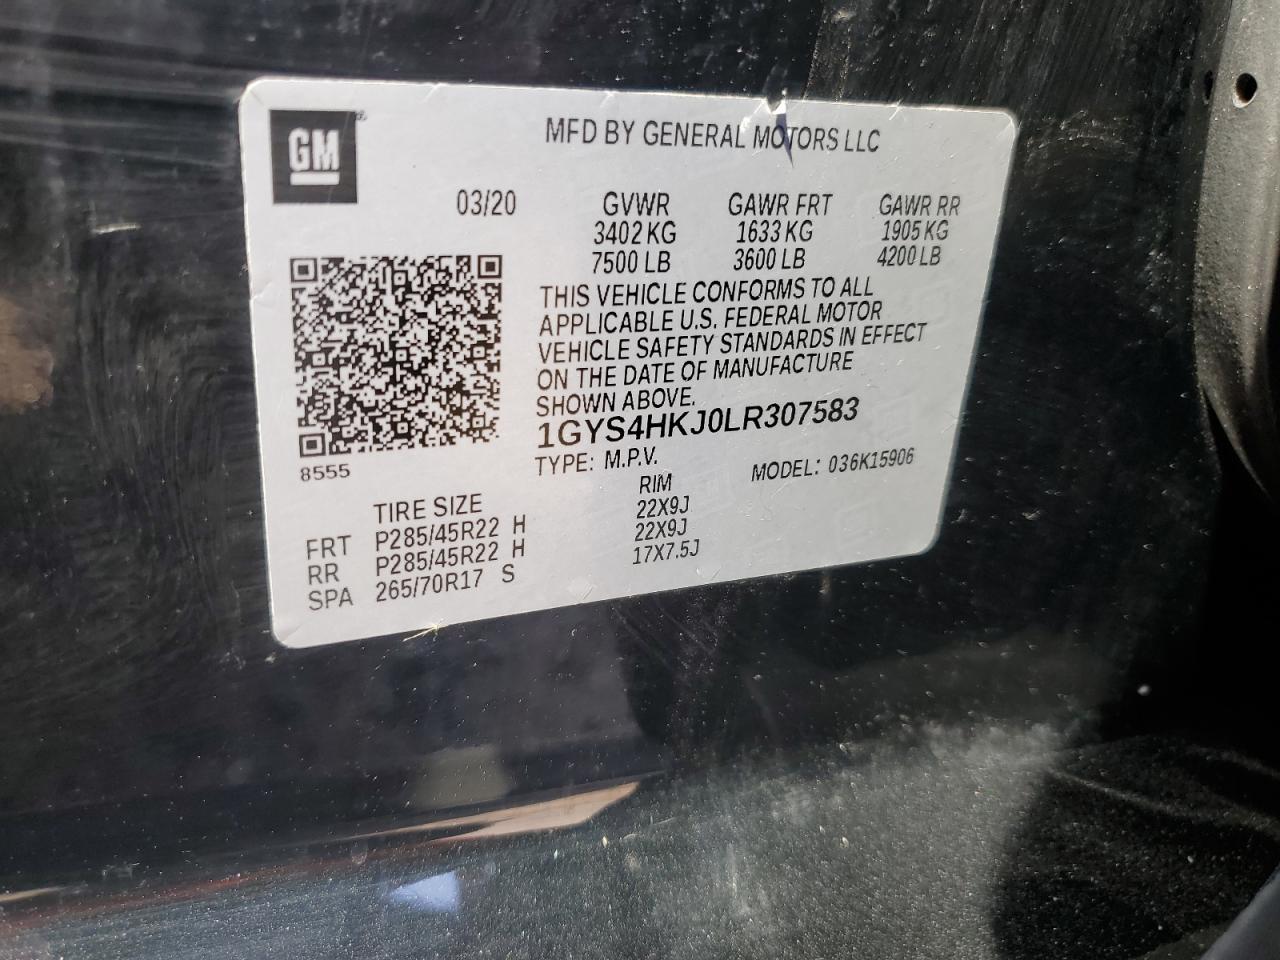 GM
MFD BY GENERAL MOTORS LLC
03/20 GVWR GAWR FRT GAWR RR
3402 KG 1633 KG 1905 KG
7500 LB 3600 LB 4200 LB
THIS VEHICLE CONFORMS TO ALL
APPLICABLE U.S. FEDERAL MOTOR
VEHICLE SAFETY STANDARDS IN EFFECT
ON THE DATE OF MANUFACTURE
SHOWN ABOVE.
1GYS4HKJ0LR307583
8555
TYPE: M.P.V. MODEL: 036K15906
TIRE SIZE RIM
FRT P285/45R22 H 22X9J
RR P285/45R22 H 22X9J
SPA 265/70R17 S 17X7.5J